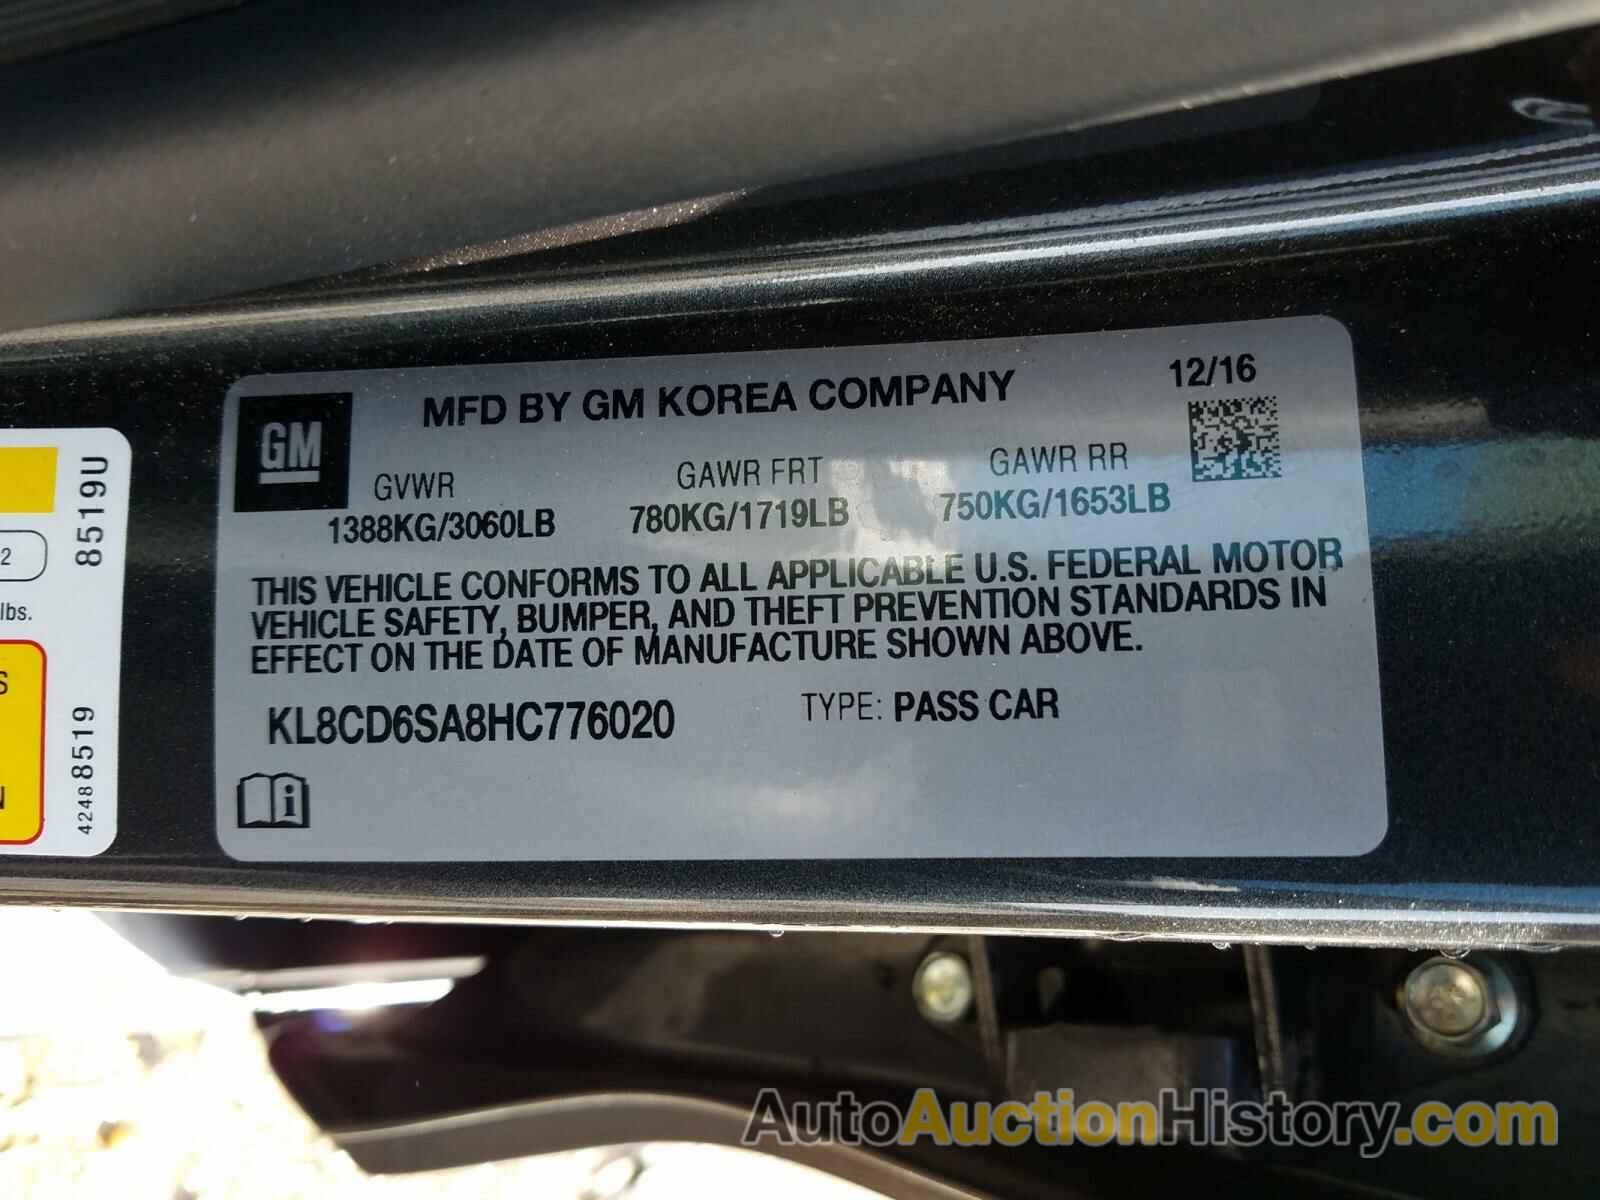 MFD BY GM KOREA COMPANY
12/16
GM
GVWR
GAWR FRT
GAWR RR
1388KG/3060LB
780KG/1719LB
750KG/1653LB
THIS VEHICLE CONFORMS TO ALL APPLICABLE U.S. FEDERAL MOTOR
VEHICLE SAFETY, BUMPER, AND THEFT PREVENTION STANDARDS IN
EFFECT ON THE DATE OF MANUFACTURE SHOWN ABOVE.
KL8CD6SA8HC776020
TYPE: PASS CAR
i
8519U
2
lbs.
S
N
42488519
AutoAuctionHistory.com